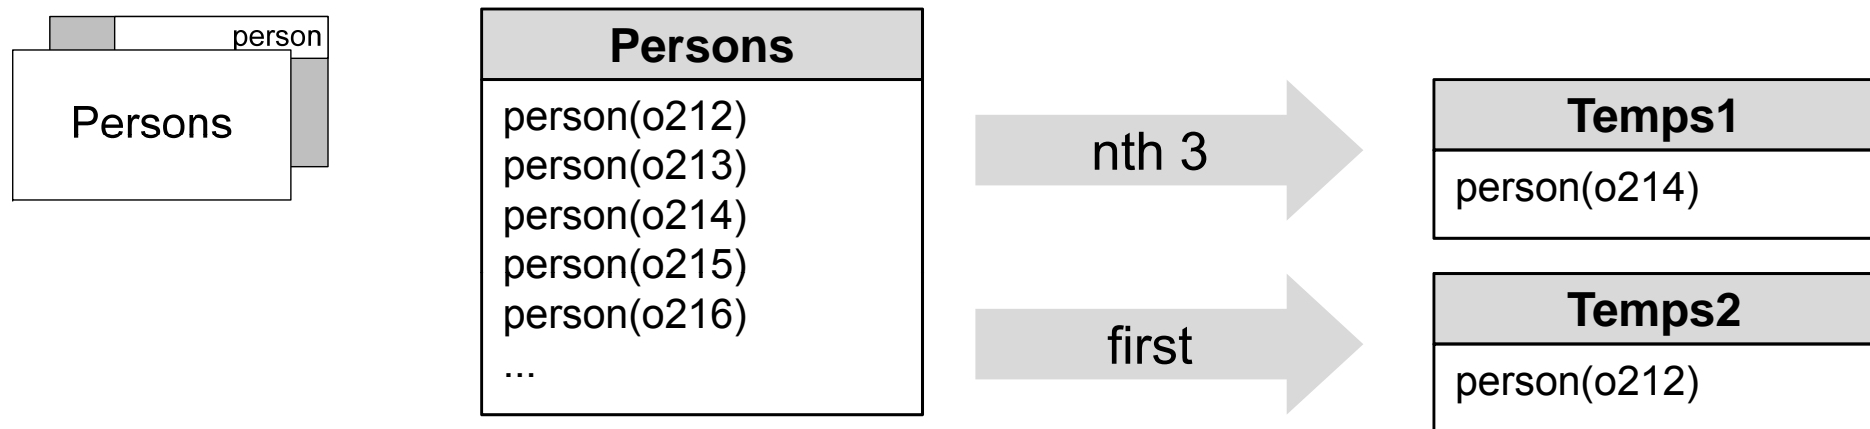 person
Persons
Persons
person(o212)
person(o213)
person(o214)
person(o215)
person(o216)
...
nth 3
first
Temps1
person(o214)
Temps2
person(o212)